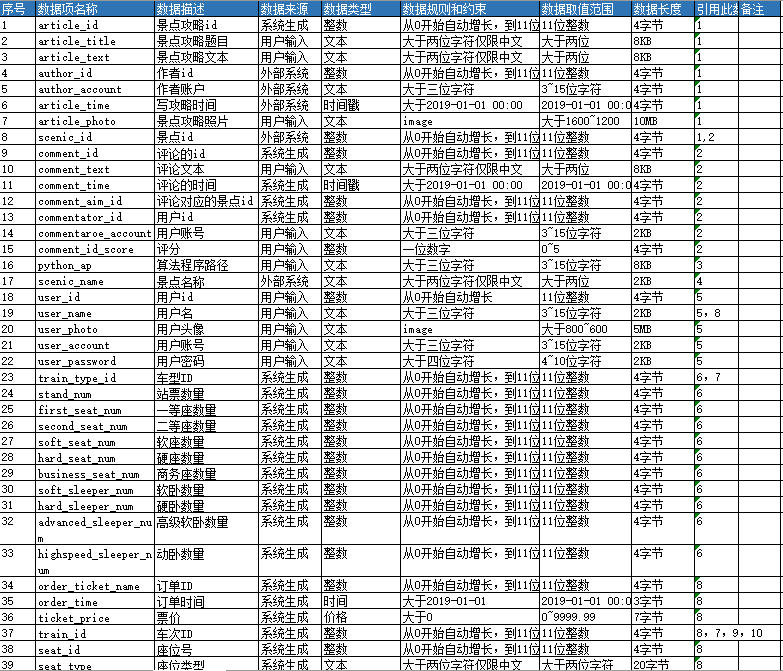 序号 数据项名称 数据描述 数据来源 数据类型 数据规则和约束 数据取值范围 数据长度 引用此数 备注
1 article_id 景点攻略id 系统生成 整数 从0开始自动增长，到11位 11位整数 4字节 1
2 article_title 景点攻略题目 用户输入 文本 大于两位字符仅限中文 大于两位 8KB 1
3 article_text 景点攻略文本 用户输入 文本 大于两位字符仅限中文 大于两位 8KB 1
4 author_id 作者id 外部系统 整数 从0开始自动增长，到11位 11位整数 4字节 1
5 author_account 作者账户 外部系统 文本 大于三位字符 3~15位字符 4字节 1
6 article_time 写攻略时间 外部系统 时间戳 大于2019-01-01 00:00 2019-01-01 00:0 4字节 1
7 article_photo 景点攻略照片 用户输入 文本 image 大于1600~1200 10MB 1
8 scenic_id 景点id 外部系统 整数 从0开始自动增长，到11位 11位整数 4字节 1,2
9 comment_id 评论的id 系统生成 整数 从0开始自动增长，到11位 11位整数 4字节 2
10 comment_text 评论文本 用户输入 文本 大于两位字符仅限中文 大于两位 8KB 2
11 comment_time 评论的时间 系统生成 时间戳 大于2019-01-01 00:00 2019-01-01 00:0 4字节 2
12 comment_aim_id 评论对应的景点id 系统生成 整数 从0开始自动增长，到11位 11位整数 4字节 2
13 commentator_id 用户id 系统生成 整数 从0开始自动增长，到11位 11位整数 4字节 2
14 commentaroe_account 用户账号 用户输入 文本 大于三位字符 3~15位字符 2KB 2
15 comment_id_score 评分 用户输入 整数 一位数字 0~5 4字节 2
16 python_ap 算法程序路径 用户输入 文本 大于三位字符 3~15位字符 8KB 3
17 scenic_name 景点名称 外部系统 文本 大于两位字符仅限中文 大于两位 2KB 4
18 user_id 用户id 用户输入 整数 从0开始自动增长 11位整数 4字节 5
19 user_name 用户名 用户输入 文本 大于三位字符 3~15位字符 2KB 5，8
20 user_photo 用户头像 用户输入 文本 image 大于800~600 5MB 5
21 user_account 用户账号 用户输入 文本 大于三位字符 3~15位字符 2KB 5
22 user_password 用户密码 用户输入 文本 大于四位字符 4~10位字符 2KB 5
23 train_type_id 车型ID 系统生成 整数 从0开始自动增长，到11位 11位整数 4字节 6，7
24 stand_num 站票数量 系统生成 整数 从0开始自动增长，到11位 11位整数 4字节 6
25 first_seat_num 一等座数量 系统生成 整数 从0开始自动增长，到11位 11位整数 4字节 6
26 second_seat_num 二等座数量 系统生成 整数 从0开始自动增长，到11位 11位整数 4字节 6
27 soft_seat_num 软座数量 系统生成 整数 从0开始自动增长，到11位 11位整数 4字节 6
28 hard_seat_num 硬座数量 系统生成 整数 从0开始自动增长，到11位 11位整数 4字节 6
29 business_seat_num 商务座数量 系统生成 整数 从0开始自动增长，到11位 11位整数 4字节 6
30 soft_sleeper_num 软卧数量 系统生成 整数 从0开始自动增长，到11位 11位整数 4字节 6
31 hard_sleeper_num 硬卧数量 系统生成 整数 从0开始自动增长，到11位 11位整数 4字节 6
32 advanced_sleeper_nu 高级软卧数量 系统生成 整数 从0开始自动增长，到11位 11位整数 4字节 6
m
33 highspeed_sleeper_n 动卧数量 系统生成 整数 从0开始自动增长，到11位 11位整数 4字节 6
um
34 order_ticket_name 订单ID 系统生成 整数 从0开始自动增长，到11位 11位整数 4字节 8
35 order_time 订单时间 系统生成 时间 大于2019-01-01 2019-01-01 00:0 3字节 8
36 ticket_price 票价 系统生成 价格 大于0 0~9999.99 7字节 8
37 train_id 车次ID 系统生成 整数 从0开始自动增长，到11位 11位整数 4字节 8，7，9，10
38 seat_id 座位号 系统生成 整数 从0开始自动增长，到11位 11位整数 4字节 8
39 seat_type 座位类型 系统生成 文本 大于两位字符仅限中文 大于两位字符 20字节 8